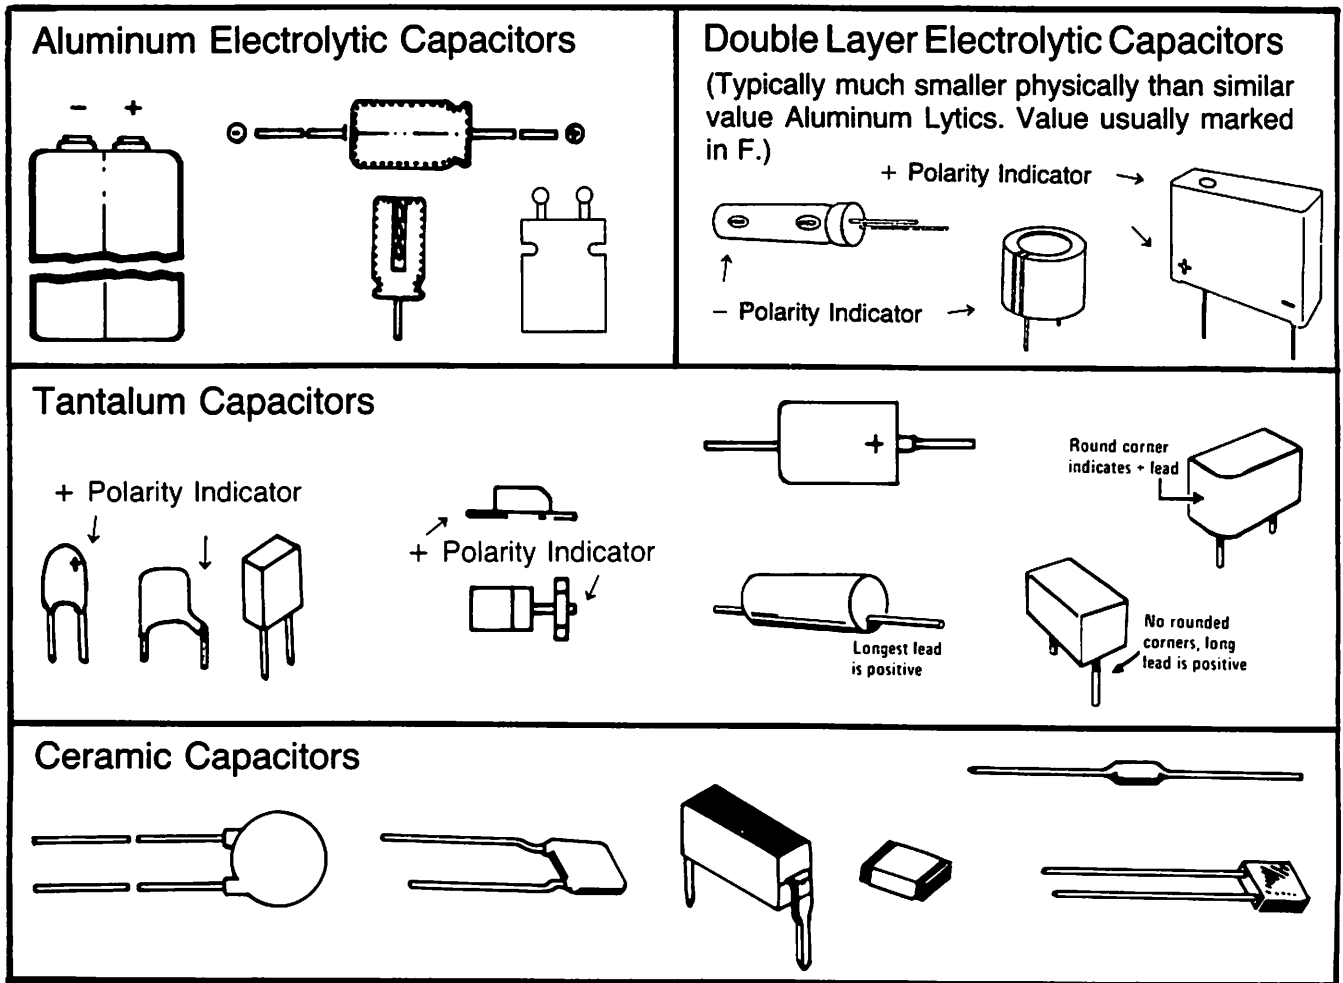 Aluminum Electrolytic Capacitors
- +
- +
Double Layer Electrolytic Capacitors
(Typically much smaller physically than similar
value Aluminum Lytics. Value usually marked
in F.)
+ Polarity Indicator
+
-
- Polarity Indicator
Tantalum Capacitors
+ Polarity Indicator
+
+ Polarity Indicator
+
Longest lead
is positive
Round corner
indicates + lead
No rounded
corners, long
lead is positive
Ceramic Capacitors